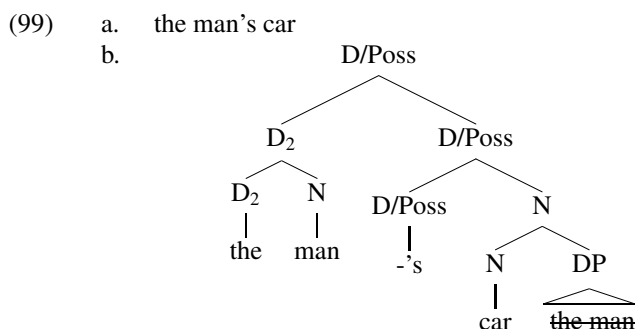 (99) a. the man's car
b. D/Poss
D₂ D/Poss
D₂ N D/Poss N
the man -'s N DP
car the man